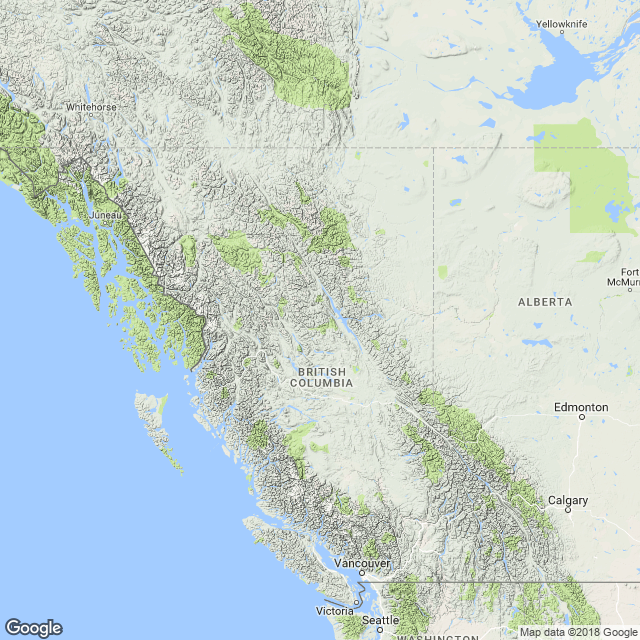 Yellowknife
Whitehorse
Juneau
Fort
McMurr
ALBERTA
BRITISH
COLUMBIA
Edmonton
Calgary
Vancouver
Victoria
Seattle
WASHINGTON
Google
Map data ©2018 Google